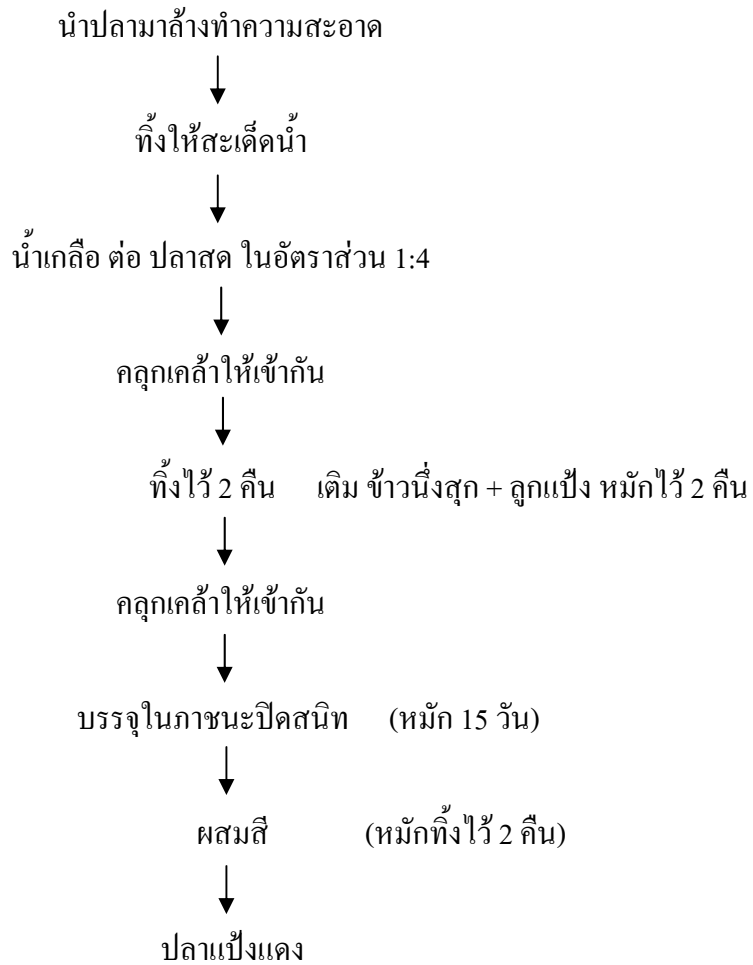 นำปลามาล้างทำความสะอาด
ทิ้งให้สะเด็ดน้ำ
น้ำเกลือ ต่อ ปลาสด ในอัตราส่วน 1:4
คลุกเคล้าให้เข้ากัน
ทิ้งไว้ 2 คืน เติม ข้าวนึ่งสุก + ลูกแป้ง หมักไว้ 2 คืน
คลุกเคล้าให้เข้ากัน
บรรจุในภาชนะปิดสนิท (หมัก 15 วัน)
ผสมสี (หมักทิ้งไว้ 2 คืน)
ปลาแป้งแดง